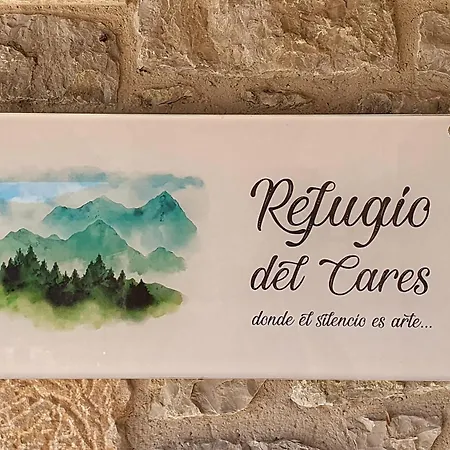 Refugio
del Cares
donde el silencio es arte...